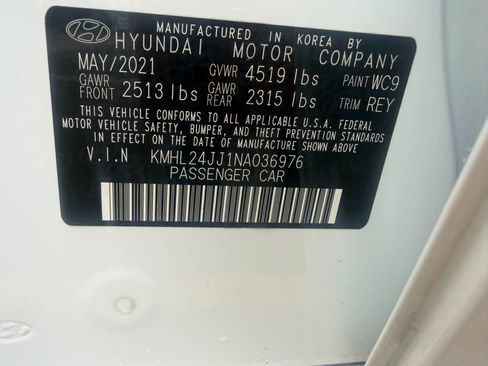 MANUFACTURED IN KOREA BY
HYUNDAI MOTOR COMPANY
MAY/2021 GVWR 4519 lbs PAINT WC9
GAWR FRONT 2513 lbs GAWR REAR 2315 lbs TRIM REY
THIS VEHICLE CONFORMS TO ALL APPLICABLE U.S.A. FEDERAL
MOTOR VEHICLE SAFETY, BUMPER, AND THEFT PREVENTION STANDARDS
IN EFFECT ON THE DATE OF MANUFACTURE SHOWN ABOVE.
V.I.N KMHL24JJ1NA036976
PASSENGER CAR